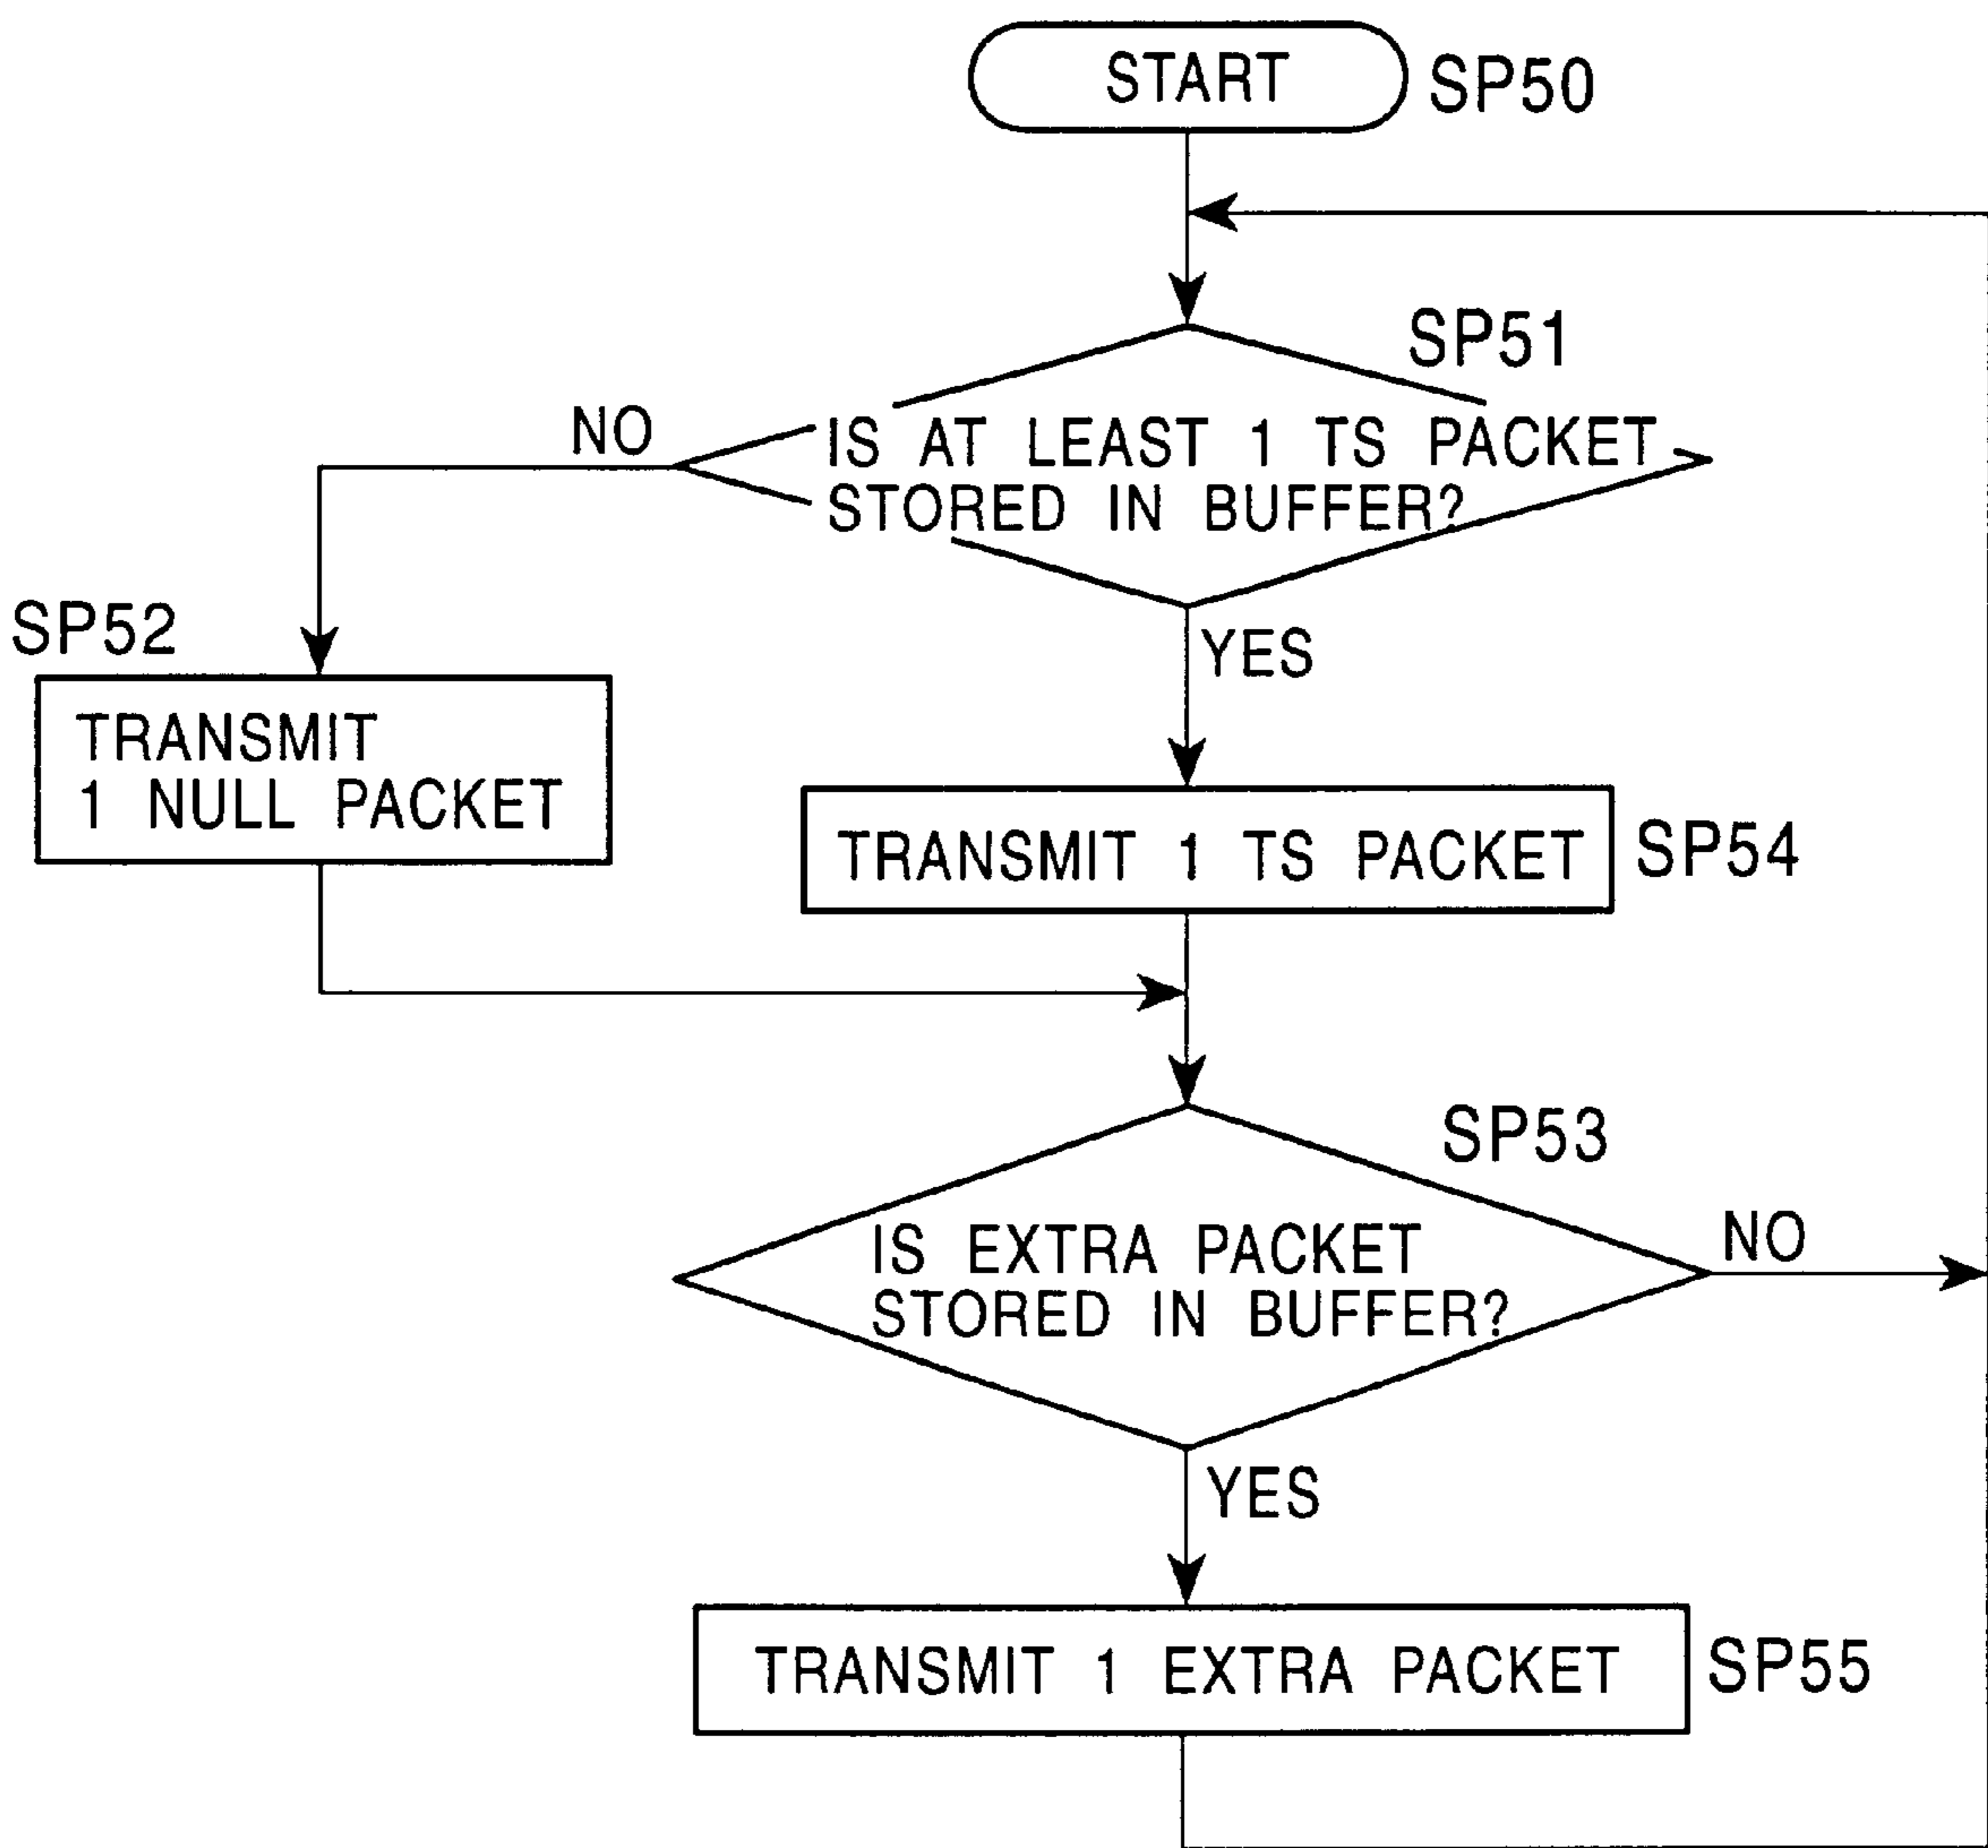 START
SP50
SP51
NO
IS AT LEAST 1 TS PACKET
STORED IN BUFFER?
SP52
YES
TRANSMIT
1 NULL PACKET
TRANSMIT 1 TS PACKET
SP54
SP53
NO
IS EXTRA PACKET
STORED IN BUFFER?
YES
TRANSMIT 1 EXTRA PACKET
SP55